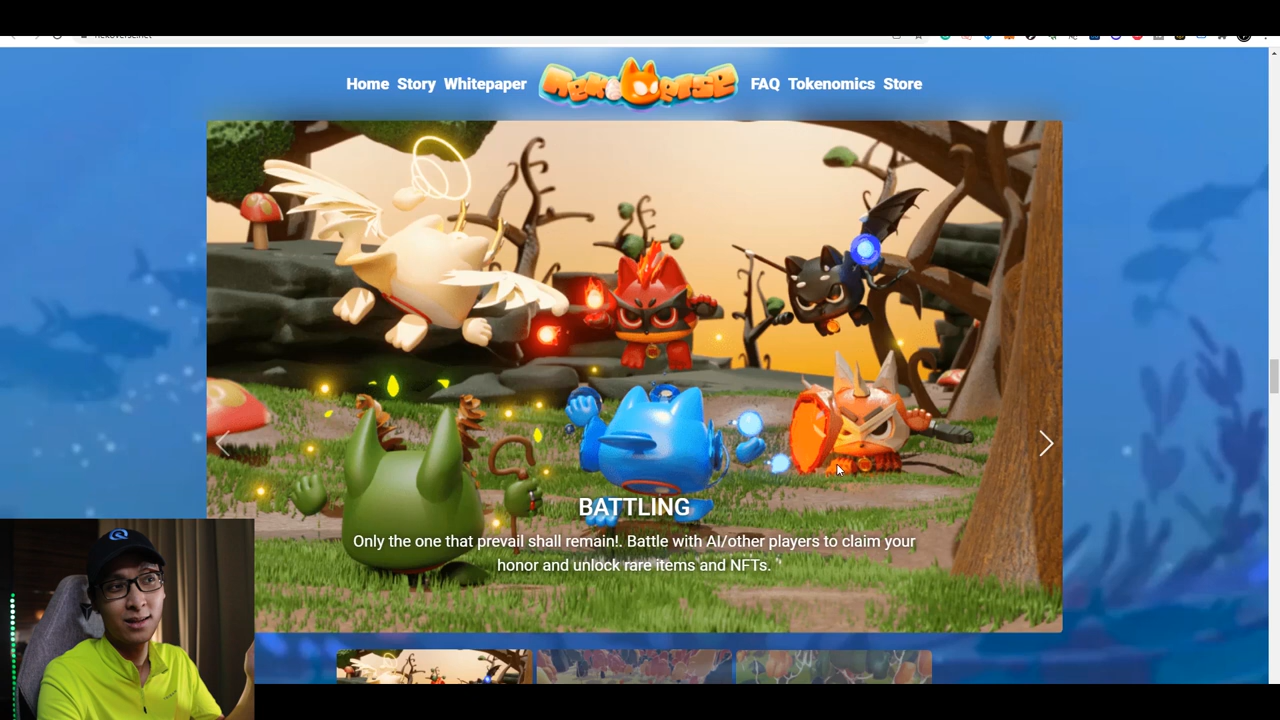 Home Story Whitepaper Nekoverse FAQ Tokenomics Store
BATTLING
Only the one that prevail shall remain!. Battle with AI/other players to claim your
honor and unlock rare items and NFTs.